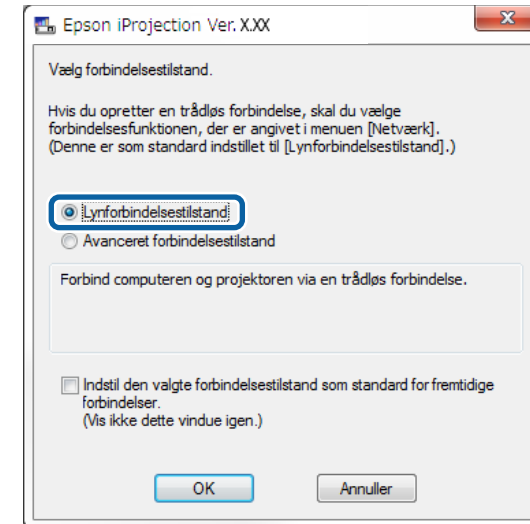 Epson iProjection Ver. X.XX
Vælg forbindelsestilstand.
Hvis du opretter en trådløs forbindelse, skal du vælge
forbindelsesfunktionen, der er angivet i menuen [Netværk].
(Denne er som standard indstillet til [Lynforbindelsestilstand].)
Lynforbindelsestilstand
Avanceret forbindelsestilstand
Forbind computeren og projektoren via en trådløs forbindelse.
Indstil den valgte forbindelsestilstand som standard for fremtidige
forbindelser.
(Vis ikke dette vindue igen.)
OK Annuller